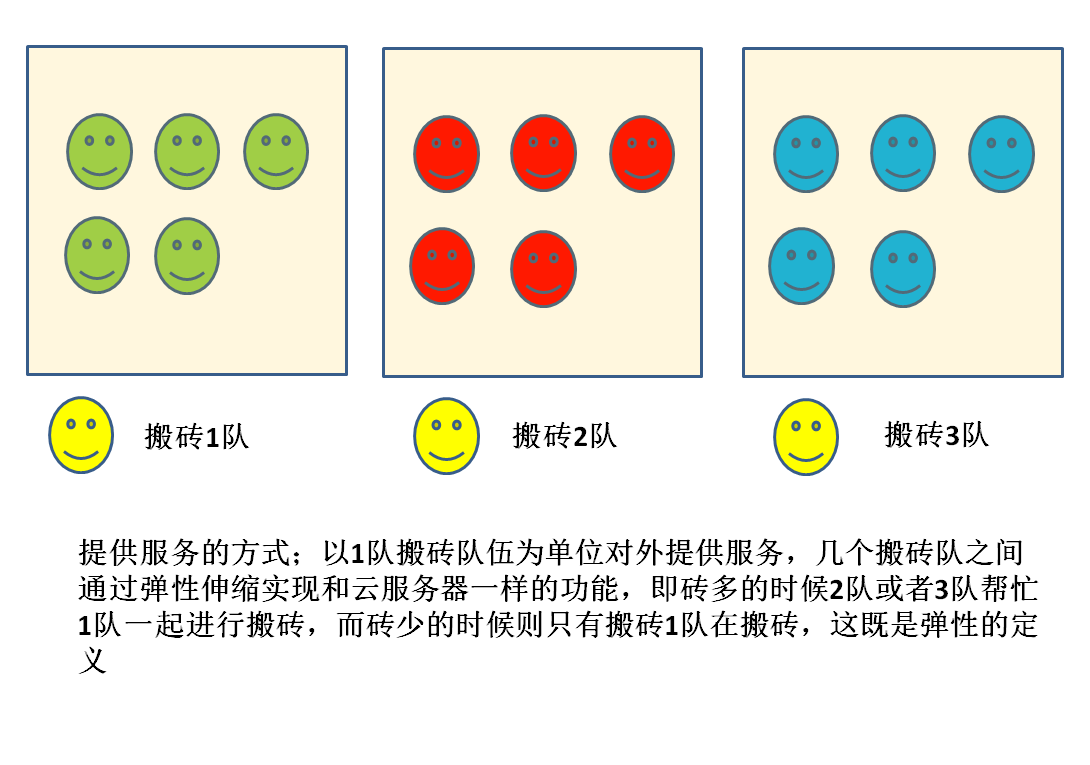 搬砖1队
搬砖2队
搬砖3队
提供服务的方式；以1队搬砖队伍为单位对外提供服务，几个搬砖队之间
通过弹性伸缩实现和云服务器一样的功能，即砖多的时候2队或者3队帮忙
1队一起进行搬砖，而砖少的时候则只有搬砖1队在搬砖，这既是弹性的定
义